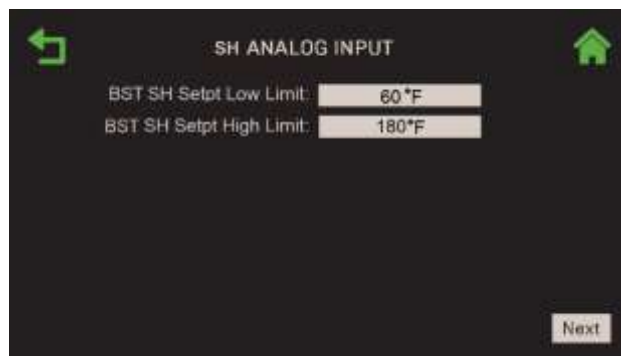 SH ANALOG INPUT
BST SH Setpt Low Limit: 60 °F
BST SH Setpt High Limit: 180°F
Next